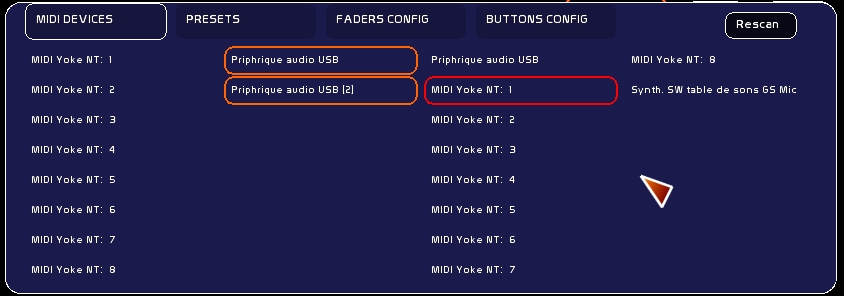 MIDI DEVICES PRESETS FADERS CONFIG BUTTONS CONFIG Rescan
MIDI Yoke NT: 1 Priphrique audio USB Priphrique audio USB MIDI Yoke NT: 8
MIDI Yoke NT: 2 Priphrique audio USB [2] MIDI Yoke NT: 1 Synth. SW table de sons GS Mic
MIDI Yoke NT: 3 MIDI Yoke NT: 2
MIDI Yoke NT: 4 MIDI Yoke NT: 3
MIDI Yoke NT: 5 MIDI Yoke NT: 4
MIDI Yoke NT: 6 MIDI Yoke NT: 5
MIDI Yoke NT: 7 MIDI Yoke NT: 6
MIDI Yoke NT: 8 MIDI Yoke NT: 7